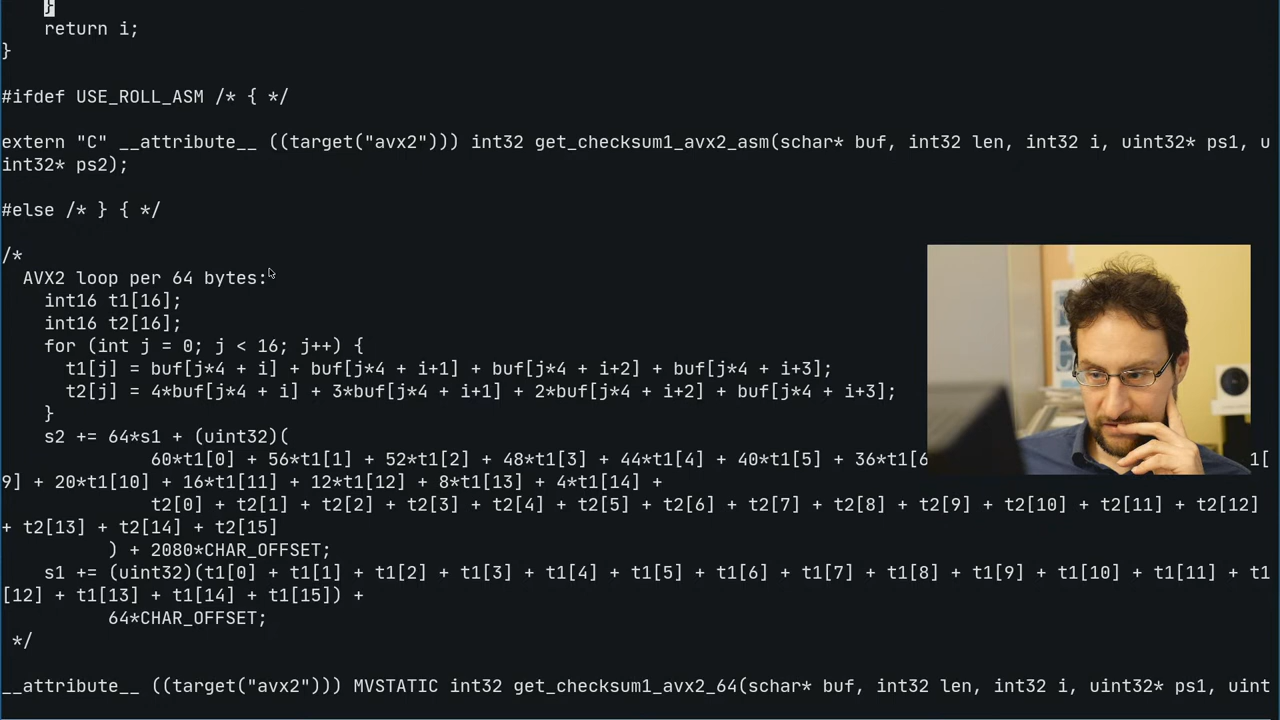 }
return i;
}
#ifdef USE_ROLL_ASM /* { */
extern "C" __attribute__ ((target("avx2"))) int32 get_checksum1_avx2_asm(schar* buf, int32 len, int32 i, uint32* ps1, u
int32* ps2);
#else /* } { */
/*
AVX2 loop per 64 bytes:
int16 t1[16];
int16 t2[16];
for (int j = 0; j < 16; j++) {
t1[j] = buf[j*4 + i] + buf[j*4 + i+1] + buf[j*4 + i+2] + buf[j*4 + i+3];
t2[j] = 4*buf[j*4 + i] + 3*buf[j*4 + i+1] + 2*buf[j*4 + i+2] + buf[j*4 + i+3];
}
s2 += 64*s1 + (uint32)(
60*t1[0] + 56*t1[1] + 52*t1[2] + 48*t1[3] + 44*t1[4] + 40*t1[5] + 36*t1[6 1[
9] + 20*t1[10] + 16*t1[11] + 12*t1[12] + 8*t1[13] + 4*t1[14] +
t2[0] + t2[1] + t2[2] + t2[3] + t2[4] + t2[5] + t2[6] + t2[7] + t2[8] + t2[9] + t2[10] + t2[11] + t2[12]
+ t2[13] + t2[14] + t2[15]
) + 2080*CHAR_OFFSET;
s1 += (uint32)(t1[0] + t1[1] + t1[2] + t1[3] + t1[4] + t1[5] + t1[6] + t1[7] + t1[8] + t1[9] + t1[10] + t1[11] + t1
[12] + t1[13] + t1[14] + t1[15]) +
64*CHAR_OFFSET;
*/
__attribute__ ((target("avx2"))) MVSTATIC int32 get_checksum1_avx2_64(schar* buf, int32 len, int32 i, uint32* ps1, uint